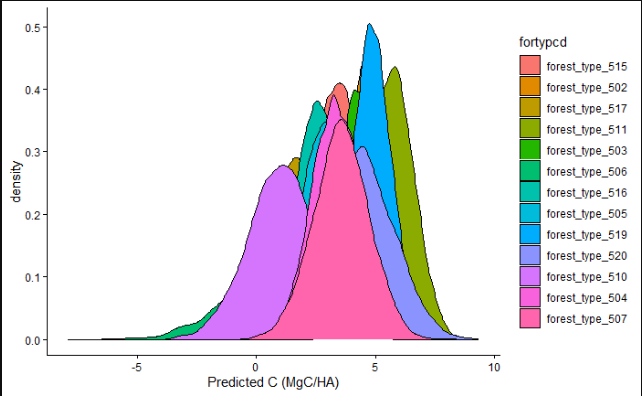 fortypcd
forest_type_515
forest_type_502
forest_type_517
forest_type_511
forest_type_503
forest_type_506
forest_type_516
forest_type_505
forest_type_519
forest_type_520
forest_type_510
forest_type_504
forest_type_507
density
0.5
0.4
0.3
0.2
0.1
0.0
-5 0 5 10
Predicted C (MgC/HA)